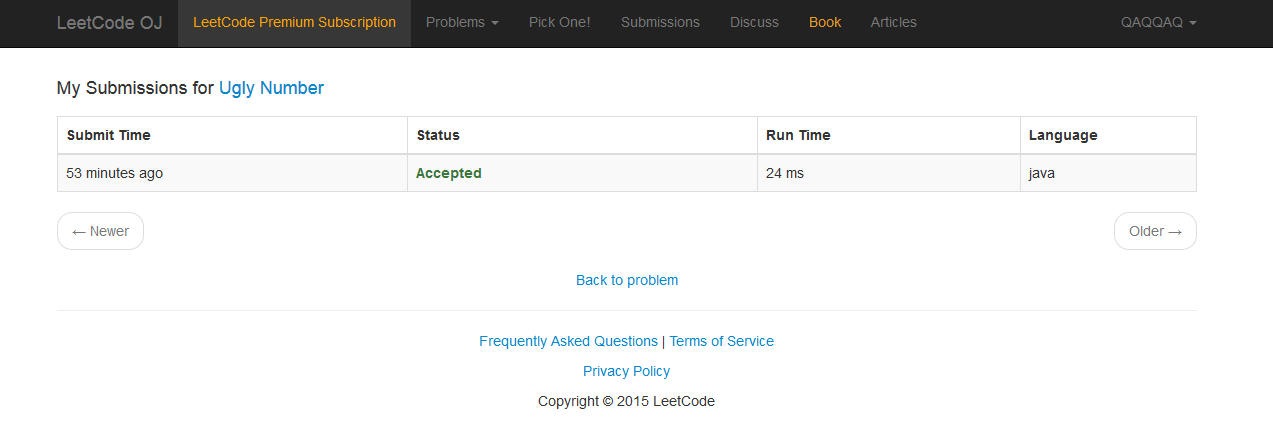 LeetCode OJ LeetCode Premium Subscription Problems Pick One! Submissions Discuss Book Articles QAQQAQ
My Submissions for Ugly Number
Submit Time Status Run Time Language
53 minutes ago Accepted 24 ms java
← Newer Older →
Back to problem
Frequently Asked Questions | Terms of Service
Privacy Policy
Copyright © 2015 LeetCode